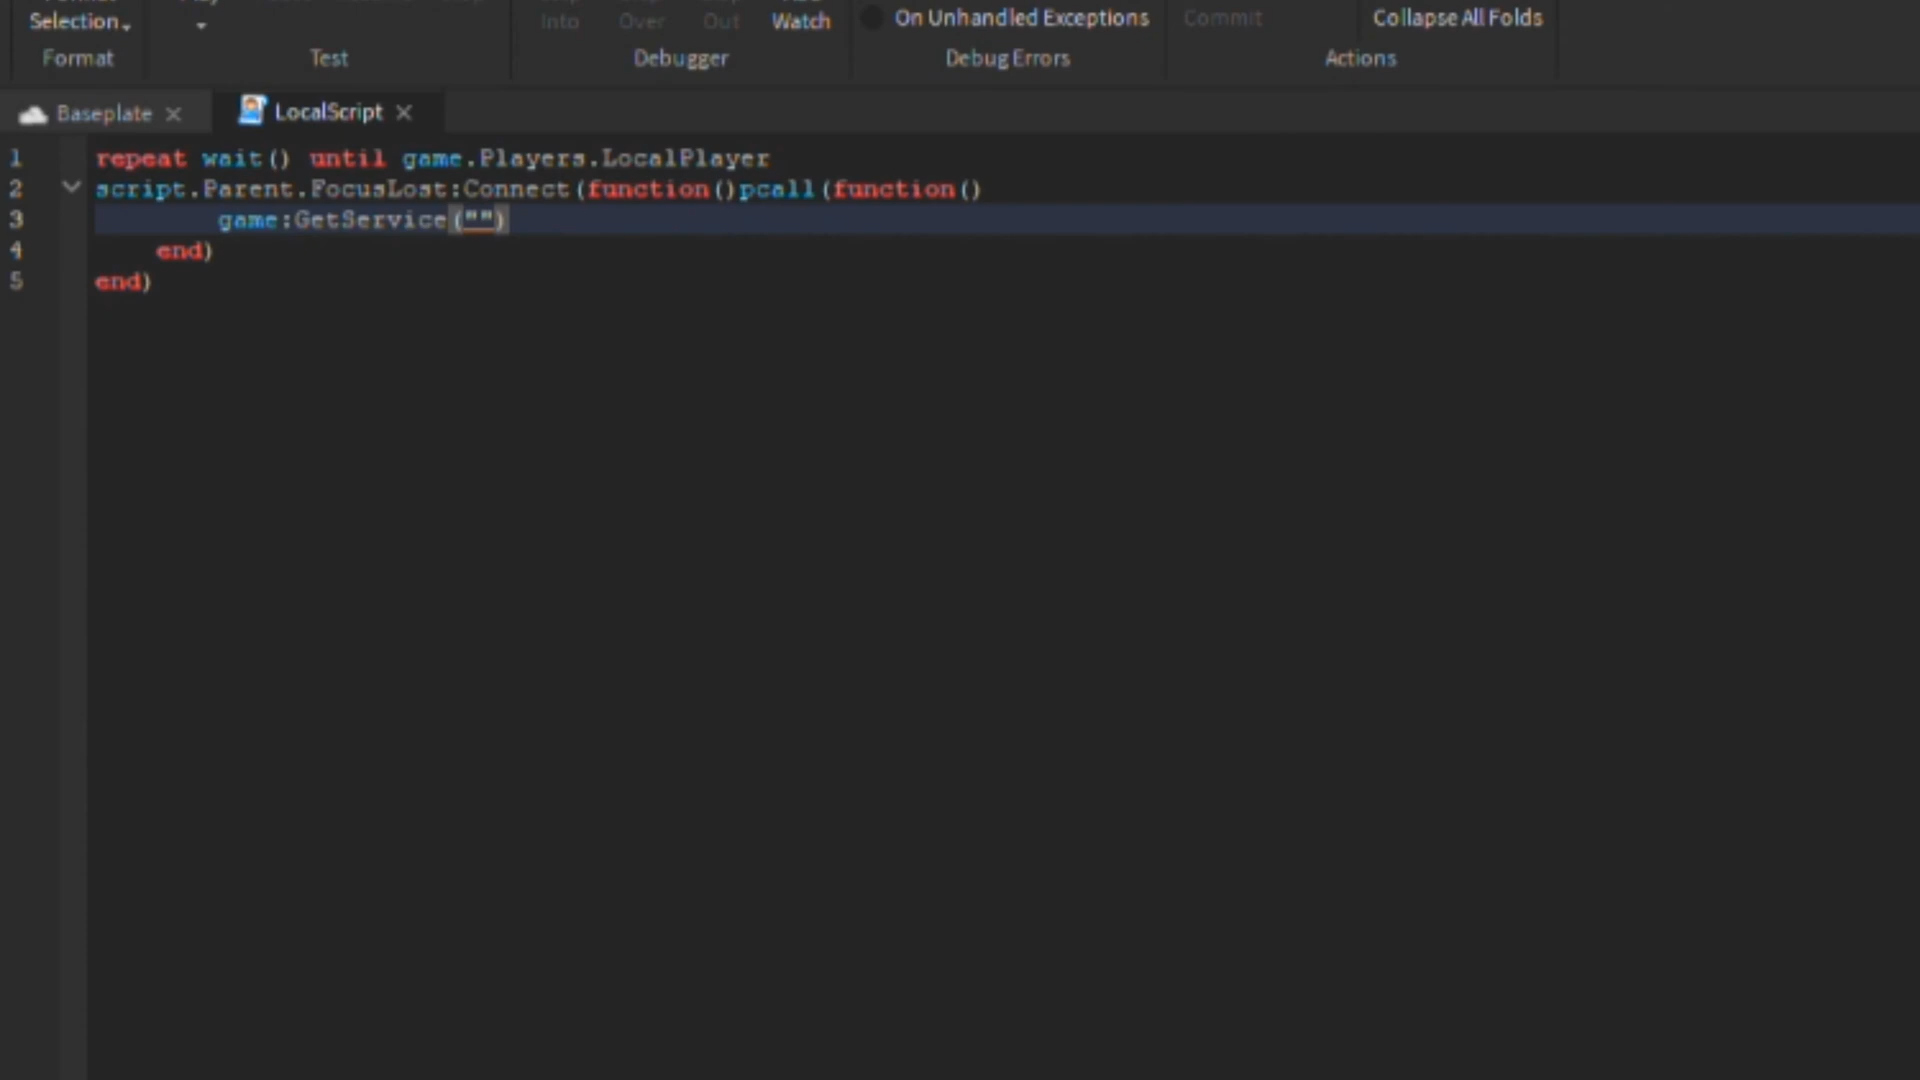 Selection
Into Over Out Watch On Unhandled Exceptions Commit Collapse All Folds
Format Test Debugger Debug Errors Actions
Baseplate LocalScript
1 repeat wait() until game.Players.LocalPlayer
2 script.Parent.FocusLost:Connect(function()pcall(function()
3 game:GetService("")
4 end)
5 end)